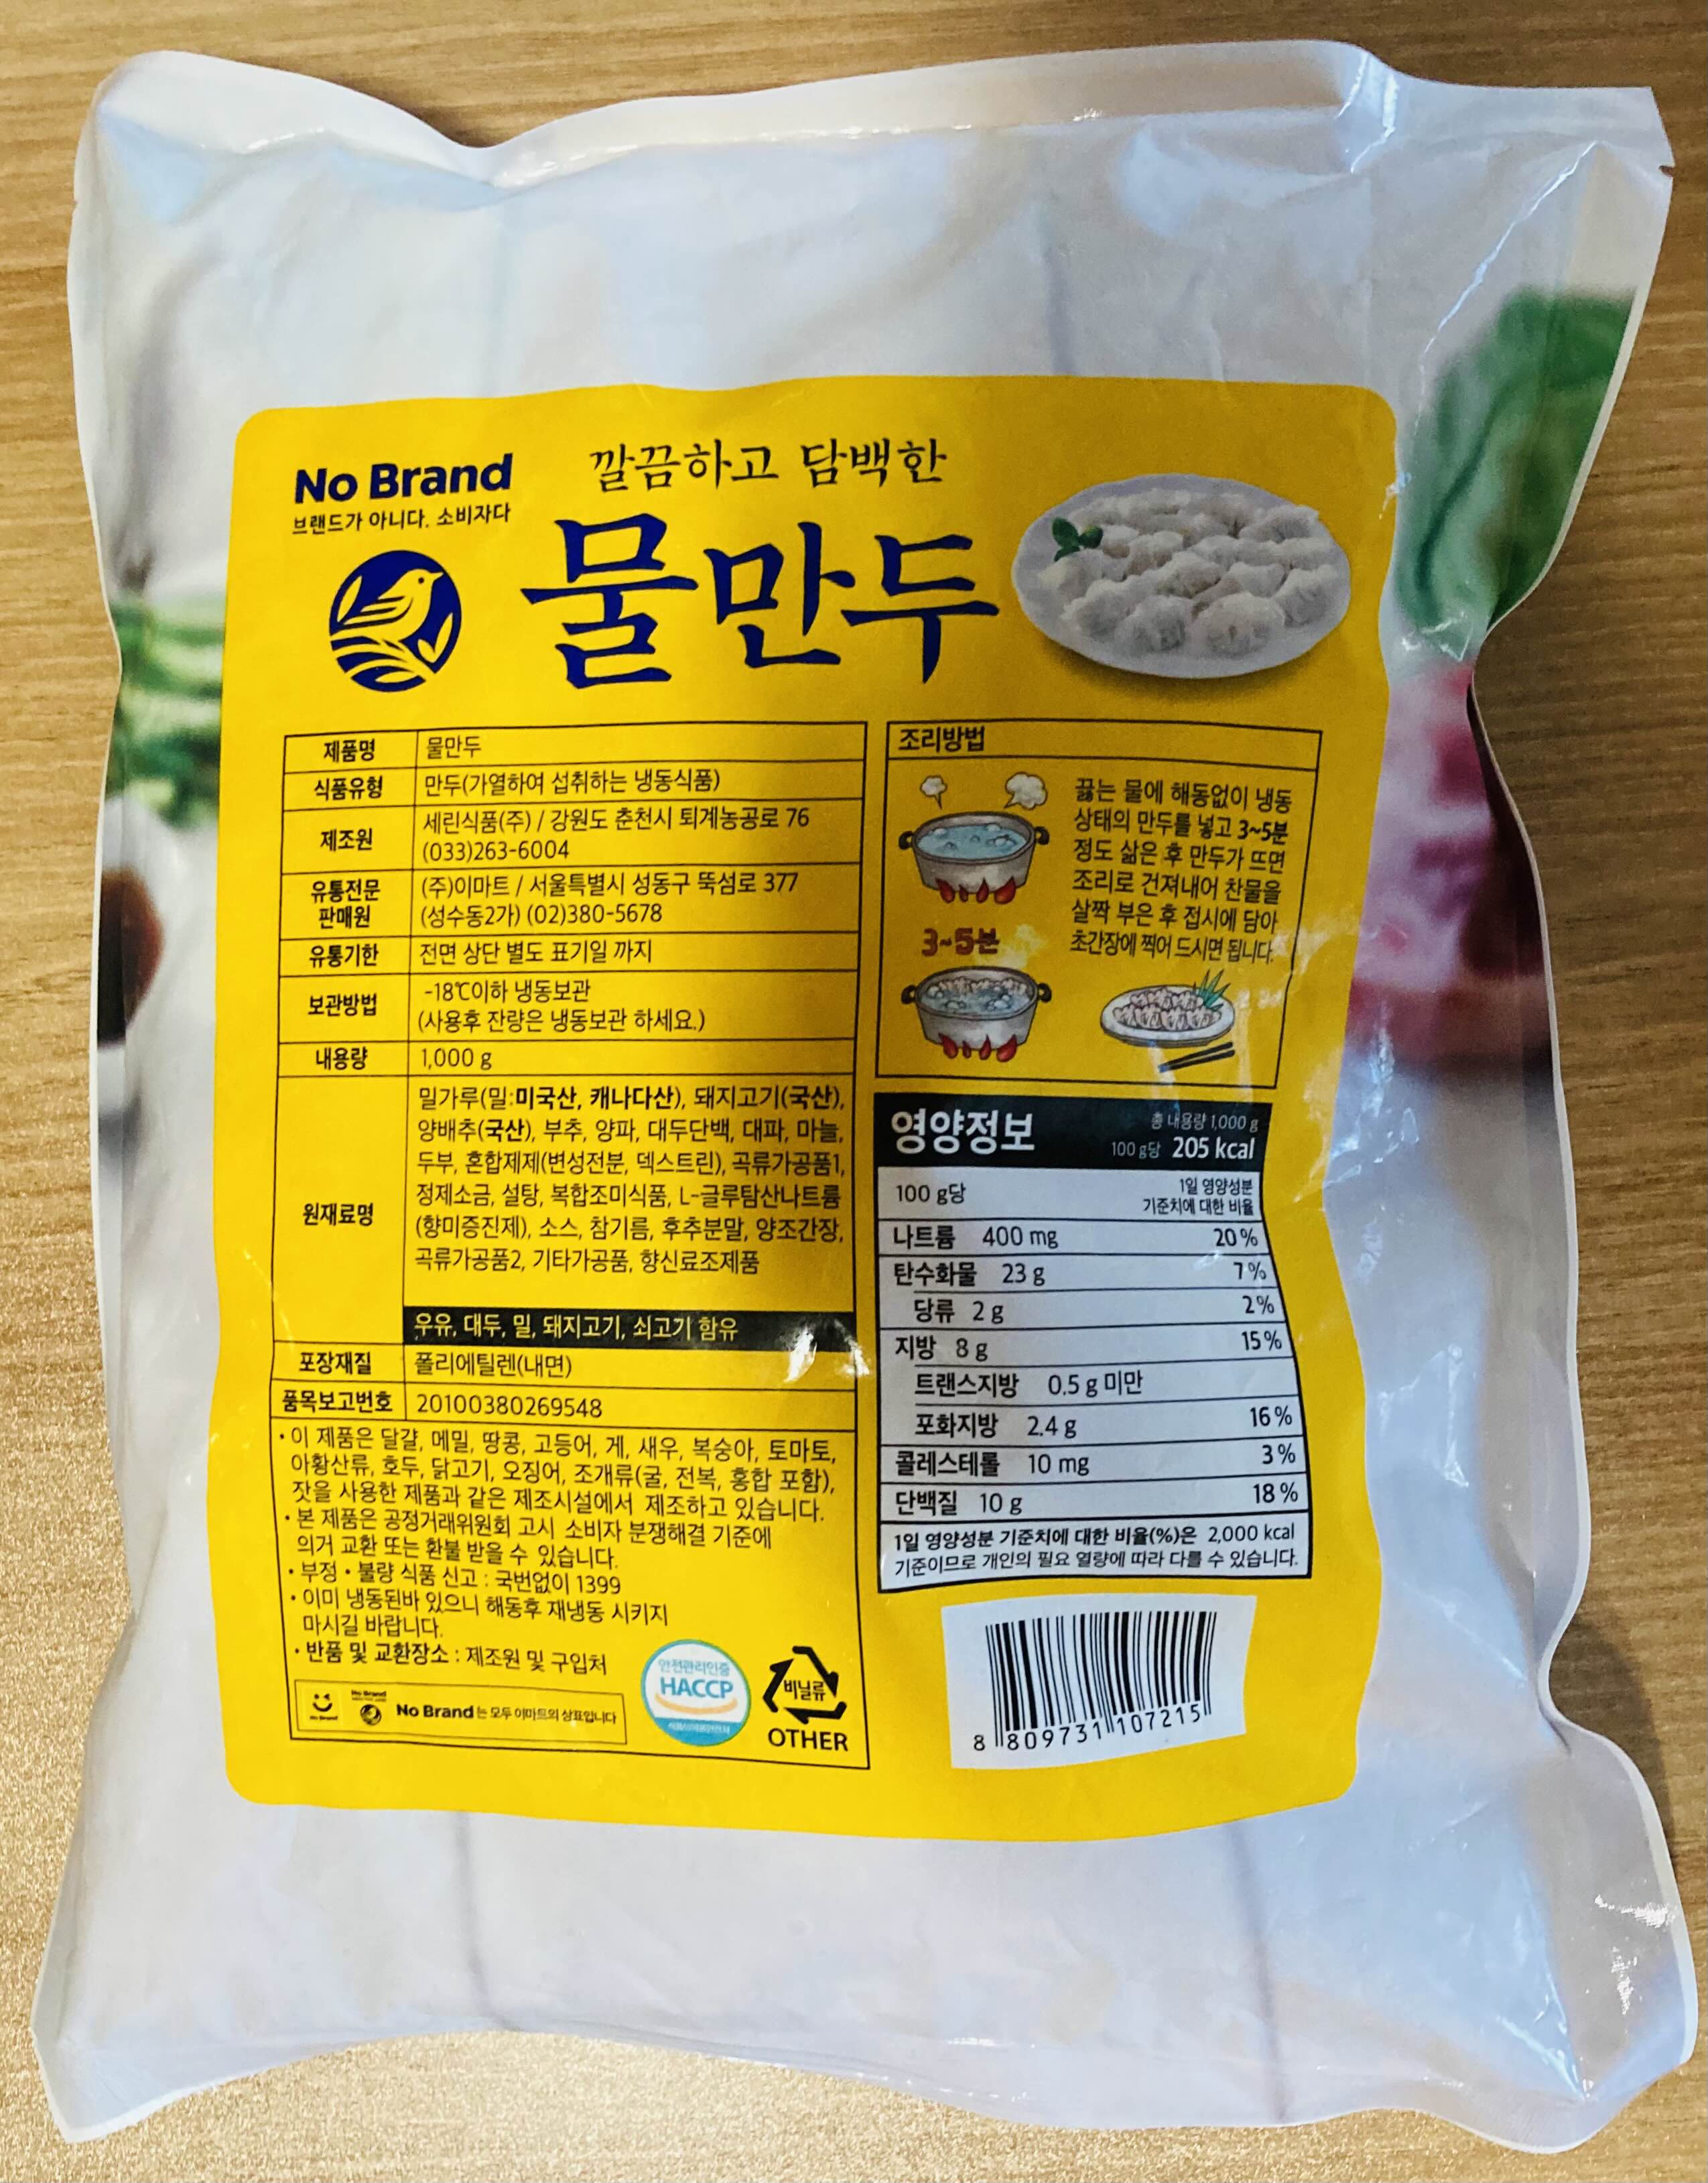 No Brand
브랜드가 아니다. 소비자다
깔끔하고 담백한
물만두
제품명 물만두
식품유형 만두(가열하여 섭취하는 냉동식품)
제조원 세린식품(주) / 강원도 춘천시 퇴계농공로 76
(033)263-6004
유통전문
판매원
(주)이마트 / 서울특별시 성동구 뚝섬로 377
(성수동2가) (02)380-5678
유통기한 전면 상단 별도 표기일 까지
보관방법 -18℃이하 냉동보관
(사용후 잔량은 냉동보관 하세요.)
내용량 1,000 g
원재료명
밀가루(밀:미국산, 캐나다산), 돼지고기(국산),
양배추(국산), 부추, 양파, 대두단백, 대파, 마늘,
두부, 혼합제제(변성전분, 덱스트린), 곡류가공품1,
정제소금, 설탕, 복합조미식품, L-글루탐산나트륨
(향미증진제), 소스, 참기름, 후추분말, 양조간장,
곡류가공품2, 기타가공품, 향신료조제품
우유, 대두, 밀, 돼지고기, 쇠고기 함유
포장재질 폴리에틸렌(내면)
품목보고번호 20100380269548
• 이 제품은 달걀, 메밀, 땅콩, 고등어, 게, 새우, 복숭아, 토마토,
아황산류, 호두, 닭고기, 오징어, 조개류(굴, 전복, 홍합 포함),
잣을 사용한 제품과 같은 제조시설에서 제조하고 있습니다.
• 본 제품은 공정거래위원회 고시 소비자 분쟁해결 기준에
의거 교환 또는 환불 받을 수 있습니다.
• 부정 • 불량 식품 신고 : 국번없이 1399
• 이미 냉동된바 있으니 해동후 재냉동 시키지
마시길 바랍니다.
• 반품 및 교환장소 : 제조원 및 구입처
No Brand
No Brand
No Brand는 모두 이마트의 상표입니다
안전관리인증
HACCP
비닐류
OTHER
조리방법
끓는 물에 해동없이 냉동
상태의 만두를 넣고 3~5분
정도 삶은 후 만두가 뜨면
조리로 건져내어 찬물을
살짝 부은 후 접시에 담아
초간장에 찍어 드시면 됩니다.
3~5분
영양정보
총 내용량 1,000 g
100 g당 205 kcal
100 g당
1일 영양성분
기준치에 대한 비율
나트륨 400 mg 20 %
탄수화물 23 g 7 %
당류 2 g 2 %
지방 8 g 15 %
트랜스지방 0.5 g 미만
포화지방 2.4 g 16 %
콜레스테롤 10 mg 3 %
단백질 10 g 18 %
1일 영양성분 기준치에 대한 비율(%)은 2,000 kcal
기준이므로 개인의 필요 열량에 따라 다를 수 있습니다.
8 809731 107215